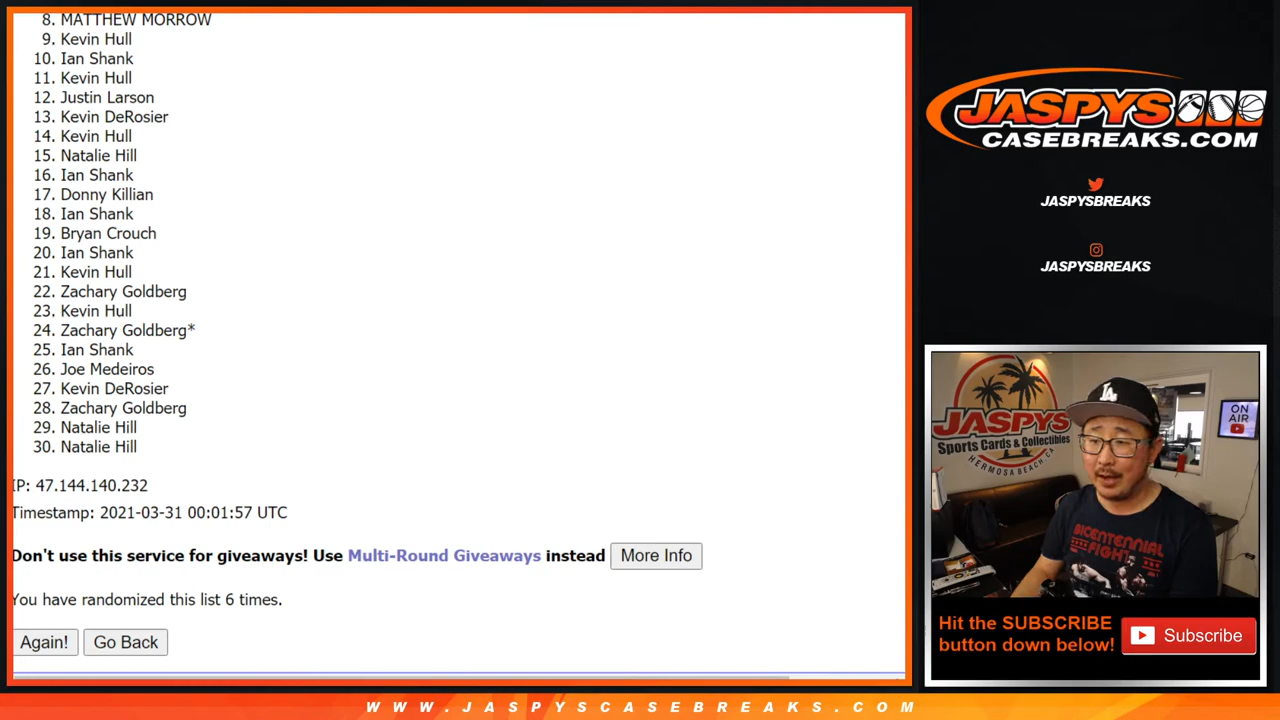 8. MATTHEW MORROW
9. Kevin Hull
10. Ian Shank
11. Kevin Hull
12. Justin Larson
13. Kevin DeRosier
14. Kevin Hull
15. Natalie Hill
16. Ian Shank
17. Donny Killian
18. Ian Shank
19. Bryan Crouch
20. Ian Shank
21. Kevin Hull
22. Zachary Goldberg
23. Kevin Hull
24. Zachary Goldberg*
25. Ian Shank
26. Joe Medeiros
27. Kevin DeRosier
28. Zachary Goldberg
29. Natalie Hill
30. Natalie Hill
IP: 47.144.140.232
Timestamp: 2021-03-31 00:01:57 UTC
Don't use this service for giveaways! Use Multi-Round Giveaways instead More Info
You have randomized this list 6 times.
Again! Go Back
JASPYS
CASEBREAKS.COM
JASPYSBREAKS
JASPYSBREAKS
JASPYS
Sports Cards & Collectibles
HERMOSA BEACH, CA
LA
ON
AIR
BICENTENNIAL
FIGHT
Hit the SUBSCRIBE
button down below!
Subscribe
WWW.JASPYSCASEBREAKS.COM